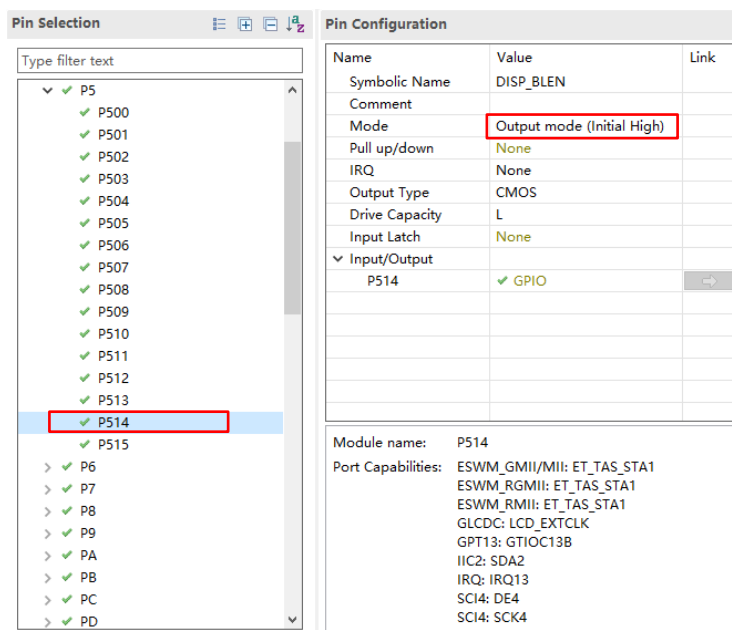 Pin Selection
Type filter text
P5
P500
P501
P502
P503
P504
P505
P506
P507
P508
P509
P510
P511
P512
P513
P514
P515
P6
P7
P8
P9
PA
PB
PC
PD
Pin Configuration
Name Value Link
Symbolic Name DISP_BLEN
Comment
Mode Output mode (Initial High)
Pull up/down None
IRQ None
Output Type CMOS
Drive Capacity L
Input Latch None
Input/Output
P514 GPIO
Module name: P514
Port Capabilities: ESWM_GMII/MII: ET_TAS_STA1
ESWM_RGMII: ET_TAS_STA1
ESWM_RMII: ET_TAS_STA1
GLCDC: LCD_EXTCLK
GPT13: GTIOC13B
IIC2: SDA2
IRQ: IRQ13
SCI4: DE4
SCI4: SCK4